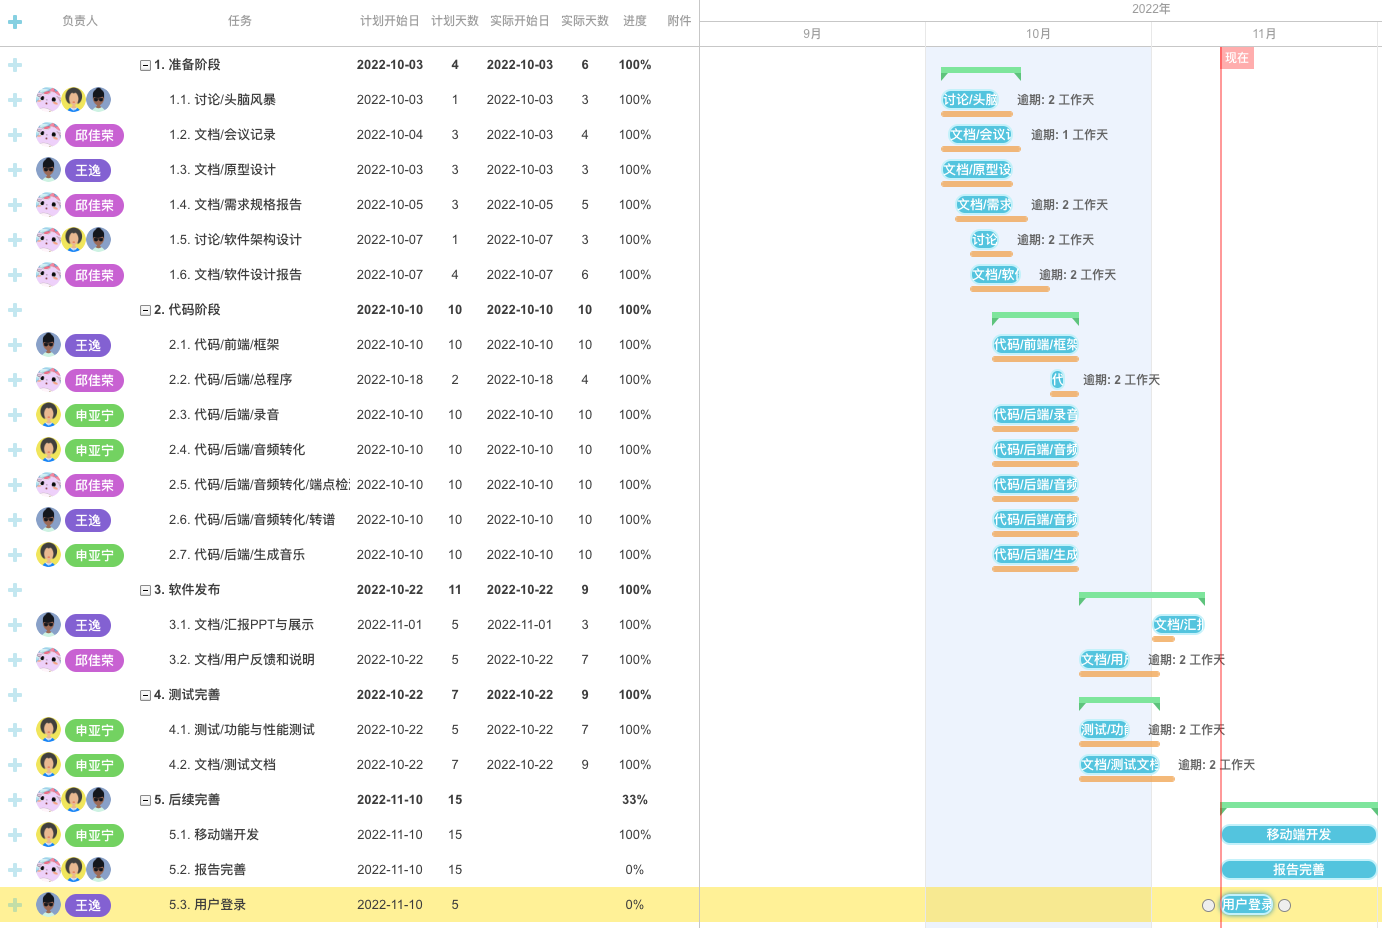 2022年
负责人 任务 计划开始日 计划天数 实际开始日 实际天数 进度 附件 9月 10月 11月
现在
1. 准备阶段 2022-10-03 4 2022-10-03 6 100%
1.1. 讨论/头脑风暴 2022-10-03 1 2022-10-03 3 100% 讨论/头脑 逾期: 2 工作天
邱佳荣 1.2. 文档/会议记录 2022-10-04 3 2022-10-03 4 100% 文档/会议 逾期: 1 工作天
王逸 1.3. 文档/原型设计 2022-10-03 3 2022-10-03 3 100% 文档/原型设
邱佳荣 1.4. 文档/需求规格报告 2022-10-05 3 2022-10-05 5 100% 文档/需求 逾期: 2 工作天
1.5. 讨论/软件架构设计 2022-10-07 1 2022-10-07 3 100% 讨论 逾期: 2 工作天
邱佳荣 1.6. 文档/软件设计报告 2022-10-07 4 2022-10-07 6 100% 文档/软 逾期: 2 工作天
2. 代码阶段 2022-10-10 10 2022-10-10 10 100%
王逸 2.1. 代码/前端/框架 2022-10-10 10 2022-10-10 10 100% 代码/前端/框架
邱佳荣 2.2. 代码/后端/总程序 2022-10-18 2 2022-10-18 4 100% 代 逾期: 2 工作天
申亚宁 2.3. 代码/后端/录音 2022-10-10 10 2022-10-10 10 100% 代码/后端/录音
申亚宁 2.4. 代码/后端/音频转化 2022-10-10 10 2022-10-10 10 100% 代码/后端/音频
邱佳荣 2.5. 代码/后端/音频转化/端点检 2022-10-10 10 2022-10-10 10 100% 代码/后端/音频
王逸 2.6. 代码/后端/音频转化/转谱 2022-10-10 10 2022-10-10 10 100% 代码/后端/音频
申亚宁 2.7. 代码/后端/生成音乐 2022-10-10 10 2022-10-10 10 100% 代码/后端/生成
3. 软件发布 2022-10-22 11 2022-10-22 9 100%
王逸 3.1. 文档/汇报PPT与展示 2022-11-01 5 2022-11-01 3 100% 文档/汇报
邱佳荣 3.2. 文档/用户反馈和说明 2022-10-22 5 2022-10-22 7 100% 文档/用户 逾期: 2 工作天
4. 测试完善 2022-10-22 7 2022-10-22 9 100%
申亚宁 4.1. 测试/功能与性能测试 2022-10-22 5 2022-10-22 7 100% 测试/功 逾期: 2 工作天
申亚宁 4.2. 文档/测试文档 2022-10-22 7 2022-10-22 9 100% 文档/测试文档 逾期: 2 工作天
5. 后续完善 2022-11-10 15 33%
申亚宁 5.1. 移动端开发 2022-11-10 15 100% 移动端开发
5.2. 报告完善 2022-11-10 15 0% 报告完善
王逸 5.3. 用户登录 2022-11-10 5 0% 用户登录